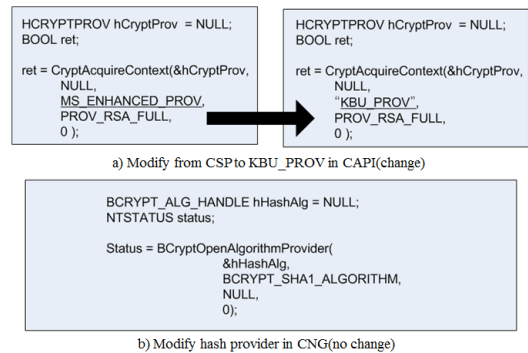 HCRYPTPROV hCryptProv = NULL;
BOOL ret;
ret = CryptAcquireContext(&hCryptProv,
NULL,
MS_ENHANCED_PROV,
PROV_RSA_FULL,
0 );
HCRYPTPROV hCryptProv = NULL;
BOOL ret;
ret = CryptAcquireContext(&hCryptProv,
NULL,
“KBU_PROV”,
PROV_RSA_FULL,
0 );
a) Modify from CSP to KBU_PROV in CAPI(change)
BCRYPT_ALG_HANDLE hHashAlg = NULL;
NTSTATUS status;
Status = BCryptOpenAlgorithmProvider(
&hHashAlg,
BCRYPT_SHA1_ALGORITHM,
NULL,
0);
b) Modify hash provider in CNG(no change)